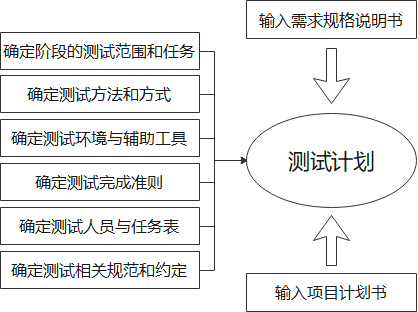 输入需求规格说明书
确定阶段的测试范围和任务
确定测试方法和方式
确定测试环境与辅助工具
确定测试完成准则
确定测试人员与任务表
确定测试相关规范和约定
测试计划
输入项目计划书